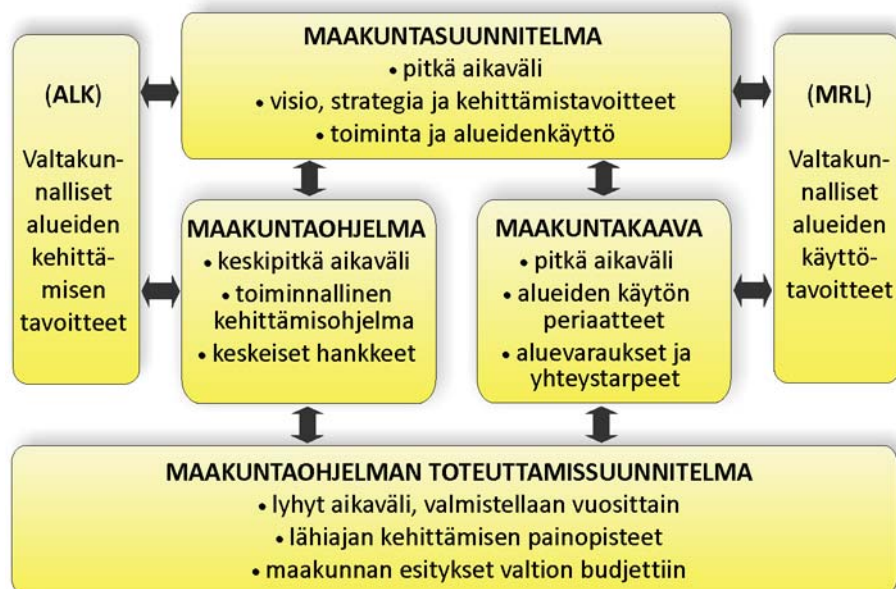 MAAKUNTASUUNNITELMA
• pitkä aikaväli
• visio, strategia ja kehittämistavoitteet
• toiminta ja alueidenkäyttö
(ALK)
Valtakun-
nalliset
alueiden
kehittä-
misen
tavoitteet
(MRL)
Valtakun-
nalliset
alueiden
käyttö-
tavoitteet
MAAKUNTAOHJELMA
• keskipitkä aikaväli
• toiminnallinen
kehittämisohjelma
• keskeiset hankkeet
MAAKUNTAKAAVA
• pitkä aikaväli
• alueiden käytön
periaatteet
• aluevaraukset ja
yhteystarpeet
MAAKUNTAOHJELMAN TOTEUTTAMISSUUNNITELMA
• lyhyt aikaväli, valmistellaan vuosittain
• lähiajan kehittämisen painopisteet
• maakunnan esitykset valtion budjettiin